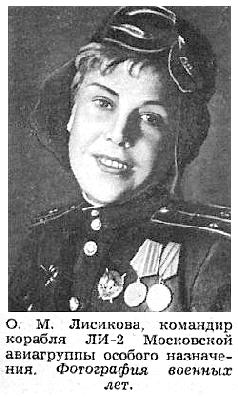 О. М. Лисикова, командир
корабля ЛИ-2 Московской
авиагруппы особого назначе-
ния. Фотография военных
лет.